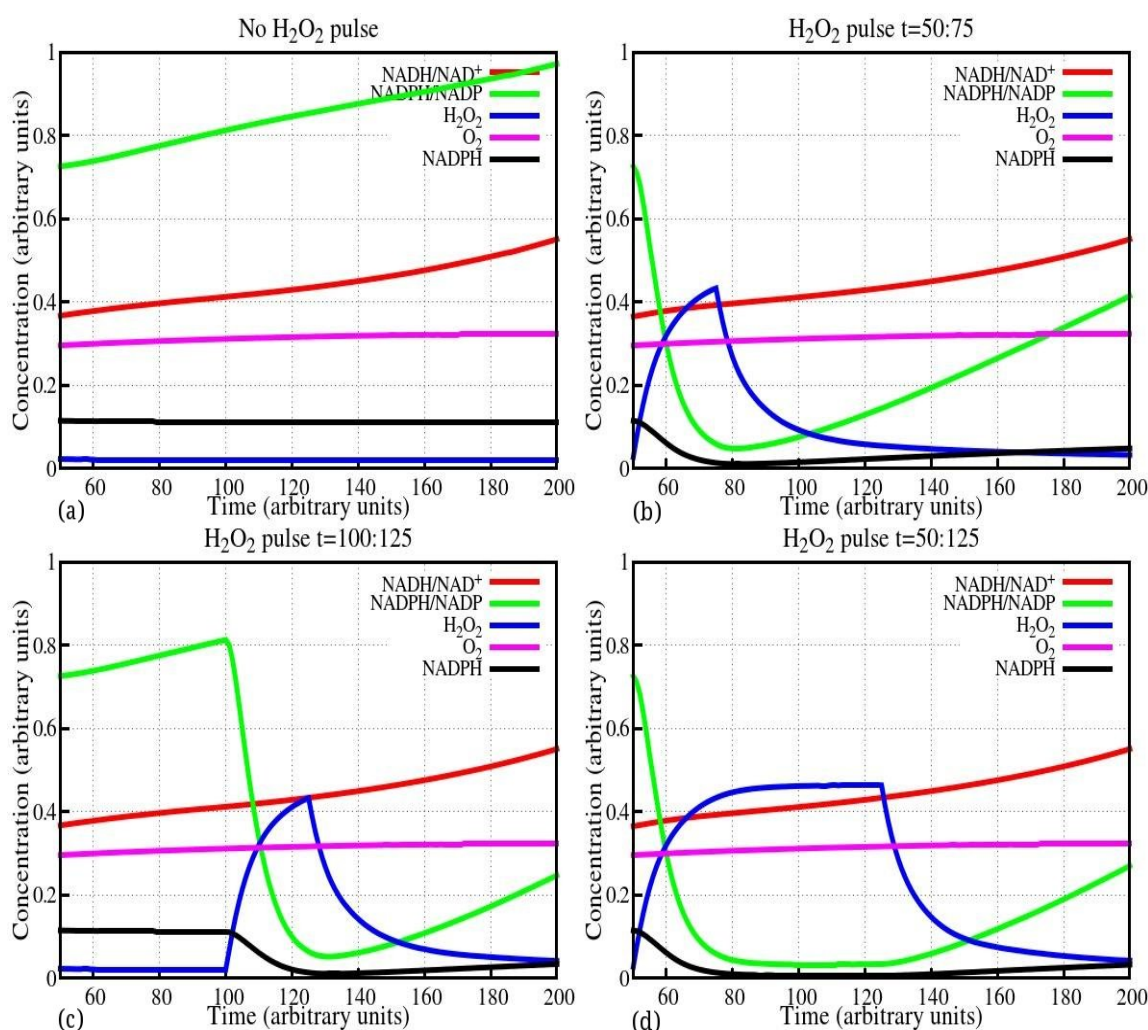 No H₂O₂ pulse
Concentration (arbitrary units)
1
0.8
0.6
0.4
0.2
0
NADH/NAD⁺
NADPH/NADP
H₂O₂
O₂
NADPH
60 80 100 120 140 160 180 200
Time (arbitrary units)
(a)
H₂O₂ pulse t=50:75
Concentration (arbitrary units)
1
0.8
0.6
0.4
0.2
0
NADH/NAD⁺
NADPH/NADP
H₂O₂
O₂
NADPH
60 80 100 120 140 160 180 200
Time (arbitrary units)
(b)
H₂O₂ pulse t=100:125
Concentration (arbitrary units)
1
0.8
0.6
0.4
0.2
0
NADH/NAD⁺
NADPH/NADP
H₂O₂
O₂
NADPH
60 80 100 120 140 160 180 200
Time (arbitrary units)
(c)
H₂O₂ pulse t=50:125
Concentration (arbitrary units)
1
0.8
0.6
0.4
0.2
0
NADH/NAD⁺
NADPH/NADP
H₂O₂
O₂
NADPH
60 80 100 120 140 160 180 200
Time (arbitrary units)
(d)